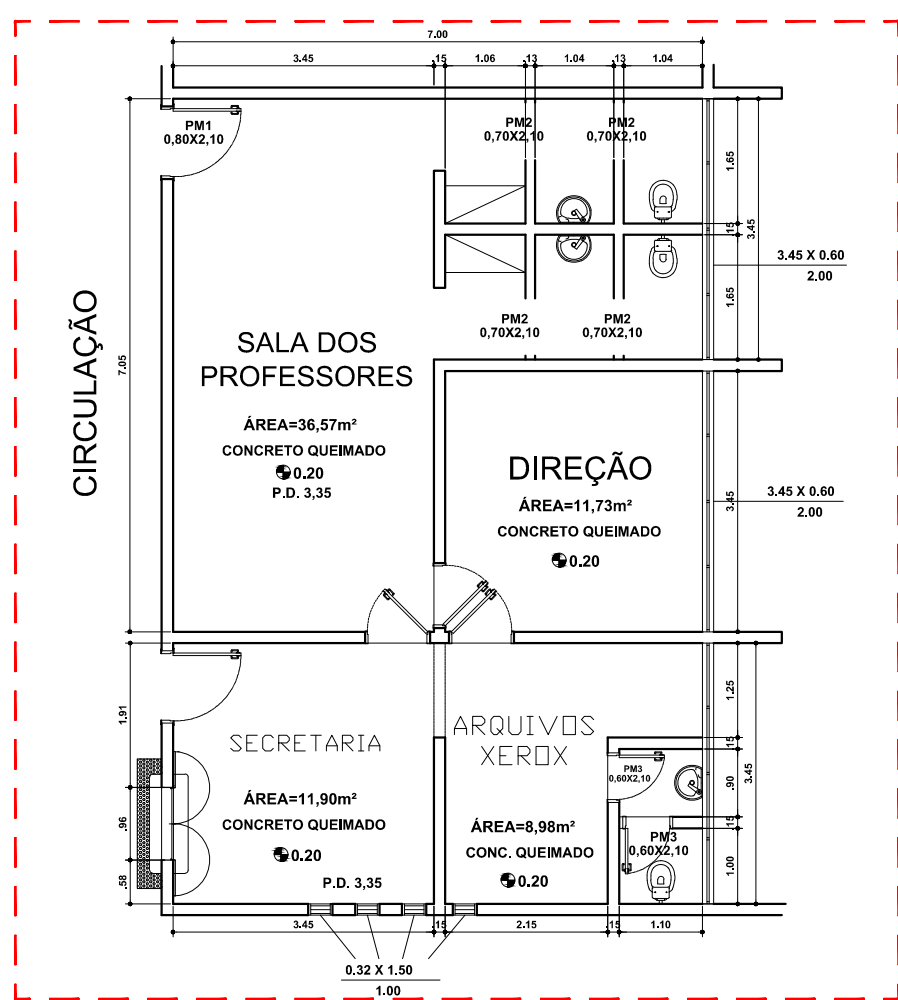 7.00
3.45
.15
1.06
.13
1.04
.13
1.04
PM1
0,80X2,10
PM2
0,70X2,10
PM2
0,70X2,10
1.65
.15
3.45
1.65
3.45 X 0.60
2.00
CIRCULAÇÃO
7.05
SALA DOS
PROFESSORES
ÁREA=36,57m²
CONCRETO QUEIMADO
0.20
P.D. 3,35
PM2
0,70X2,10
PM2
0,70X2,10
DIREÇÃO
ÁREA=11,73m²
CONCRETO QUEIMADO
0.20
3.45
3.45 X 0.60
2.00
1.91
.96
.58
SECRETARIA
ÁREA=11,90m²
CONCRETO QUEIMADO
0.20
P.D. 3,35
ARQUIVOS
XEROX
ÁREA=8,98m²
CONC. QUEIMADO
0.20
PM3
0,60X2,10
PM3
0,60X2,10
1.25
.15
.90
.15
1.00
3.45
3.45
.15
2.15
.15
1.10
0.32 X 1.50
1.00